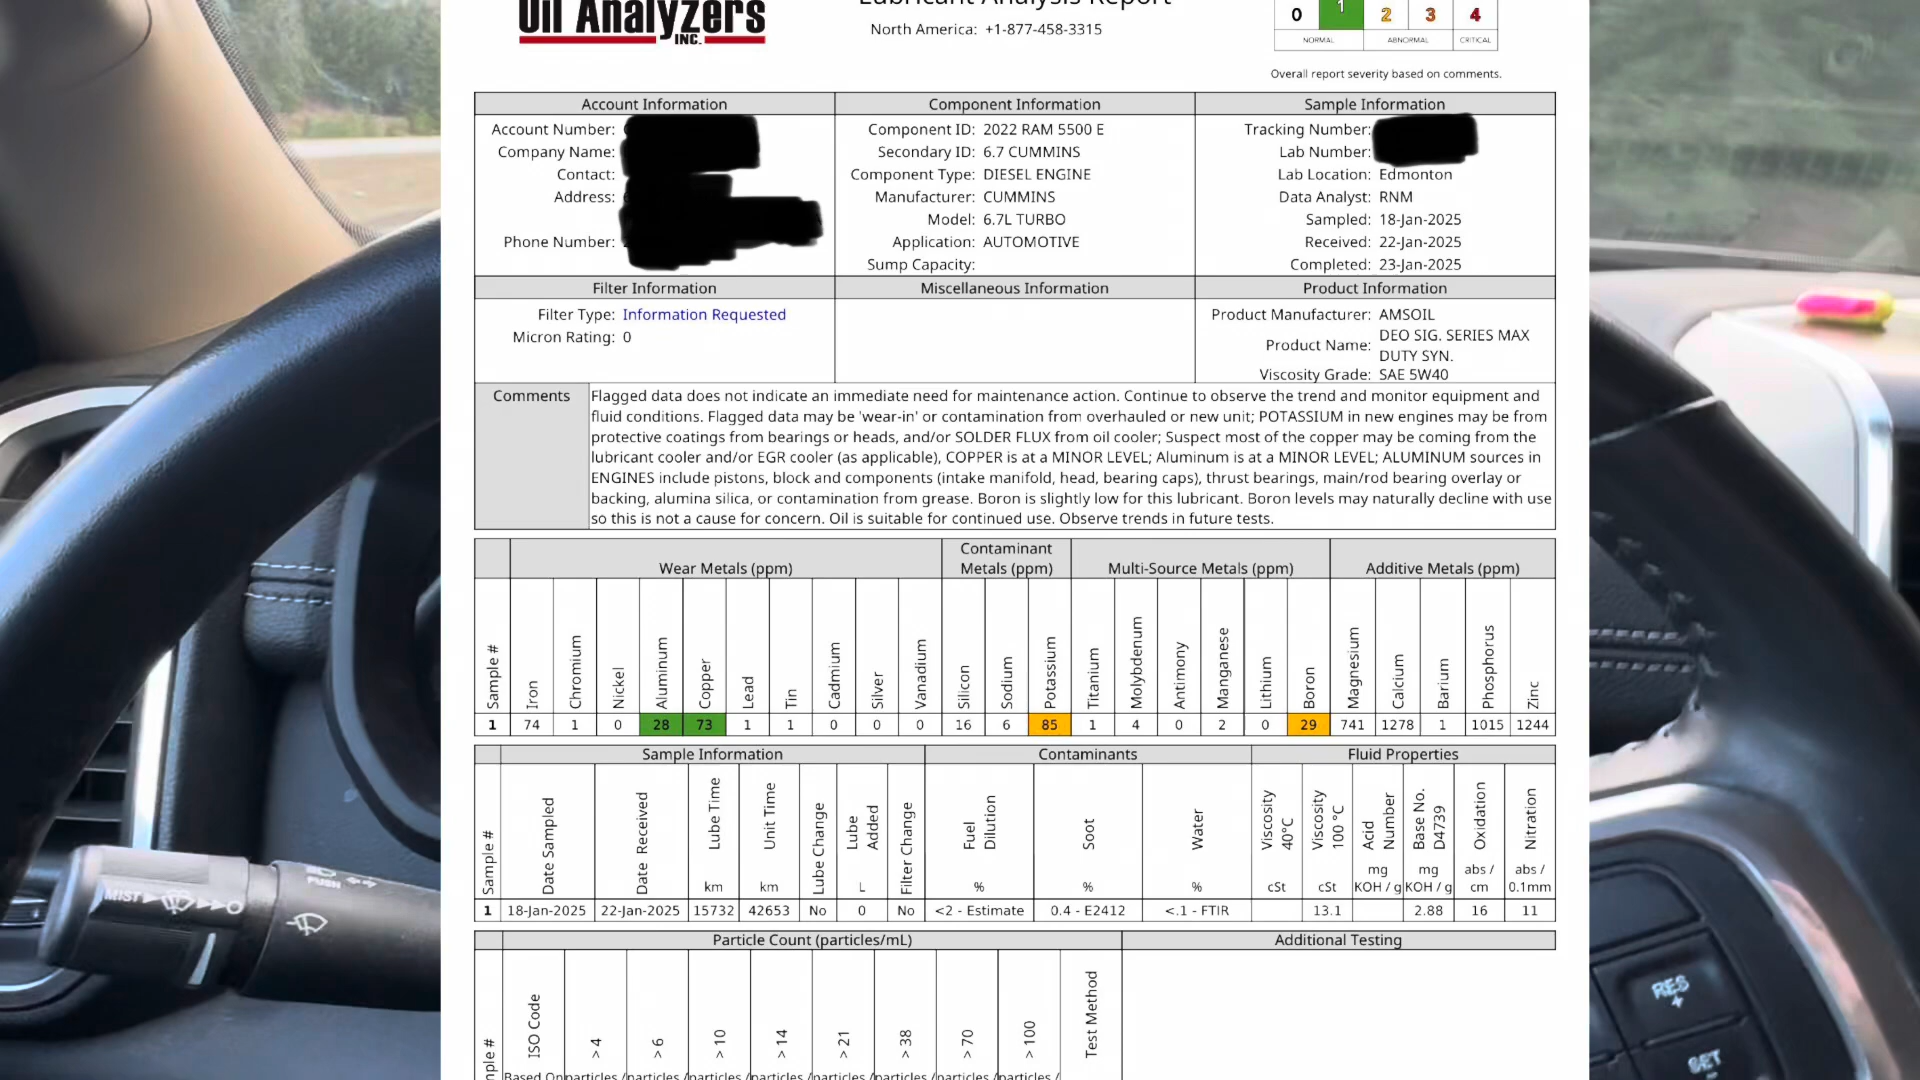 Oil Analyzers
INC.
Lubricant Analysis Report
North America: +1-877-458-3315
0 1 2 3 4
NORMAL ABNORMAL CRITICAL
Overall report severity based on comments.
Account Information Component Information Sample Information
Account Number:
Company Name:
Contact:
Address:
Phone Number:
Component ID: 2022 RAM 5500 E
Secondary ID: 6.7 CUMMINS
Component Type: DIESEL ENGINE
Manufacturer: CUMMINS
Model: 6.7L TURBO
Application: AUTOMOTIVE
Sump Capacity:
Tracking Number:
Lab Number:
Lab Location: Edmonton
Data Analyst: RNM
Sampled: 18-Jan-2025
Received: 22-Jan-2025
Completed: 23-Jan-2025
Filter Information Miscellaneous Information Product Information
Filter Type: Information Requested
Micron Rating: 0
Product Manufacturer: AMSOIL
Product Name: DEO SIG. SERIES MAX
DUTY SYN.
Viscosity Grade: SAE 5W40
Comments
Flagged data does not indicate an immediate need for maintenance action. Continue to observe the trend and monitor equipment and
fluid conditions. Flagged data may be 'wear-in' or contamination from overhauled or new unit; POTASSIUM in new engines may be from
protective coatings from bearings or heads, and/or SOLDER FLUX from oil cooler; Suspect most of the copper may be coming from the
lubricant cooler and/or EGR cooler (as applicable), COPPER is at a MINOR LEVEL; Aluminum is at a MINOR LEVEL; ALUMINUM sources in
ENGINES include pistons, block and components (intake manifold, head, bearing caps), thrust bearings, main/rod bearing overlay or
backing, alumina silica, or contamination from grease. Boron is slightly low for this lubricant. Boron levels may naturally decline with use
so this is not a cause for concern. Oil is suitable for continued use. Observe trends in future tests.
Wear Metals (ppm) Contaminant Metals (ppm) Multi-Source Metals (ppm) Additive Metals (ppm)
Sample # Iron Chromium Nickel Aluminum Copper Lead Tin Cadmium Silver Vanadium Silicon Sodium Potassium Titanium Molybdenum Antimony Manganese Lithium Boron Magnesium Calcium Barium Phosphorus Zinc
1 74 1 0 28 73 1 1 0 0 0 16 6 85 1 4 0 2 0 29 741 1278 1 1015 1244
Sample Information Contaminants Fluid Properties
Sample # Date Sampled Date Received Lube Time Unit Time Lube Change Lube Added Filter Change Fuel Dilution Soot Water Viscosity 40°C Viscosity 100 °C Acid Number Base No. D4739 Oxidation Nitration
km km L % % % cSt cSt mg KOH / g mg KOH / g abs / cm abs / 0.1mm
1 18-Jan-2025 22-Jan-2025 15732 42653 No 0 No <2 - Estimate 0.4 - E2412 <.1 - FTIR 13.1 2.88 16 11
Particle Count (particles/mL) Additional Testing
ISO Code > 4 > 6 > 10 > 14 > 21 > 38 > 70 > 100 Test Method
Based On particles / particles / particles / particles / particles / particles / particles / particles /
MIST
PUSH
RES
+
SET